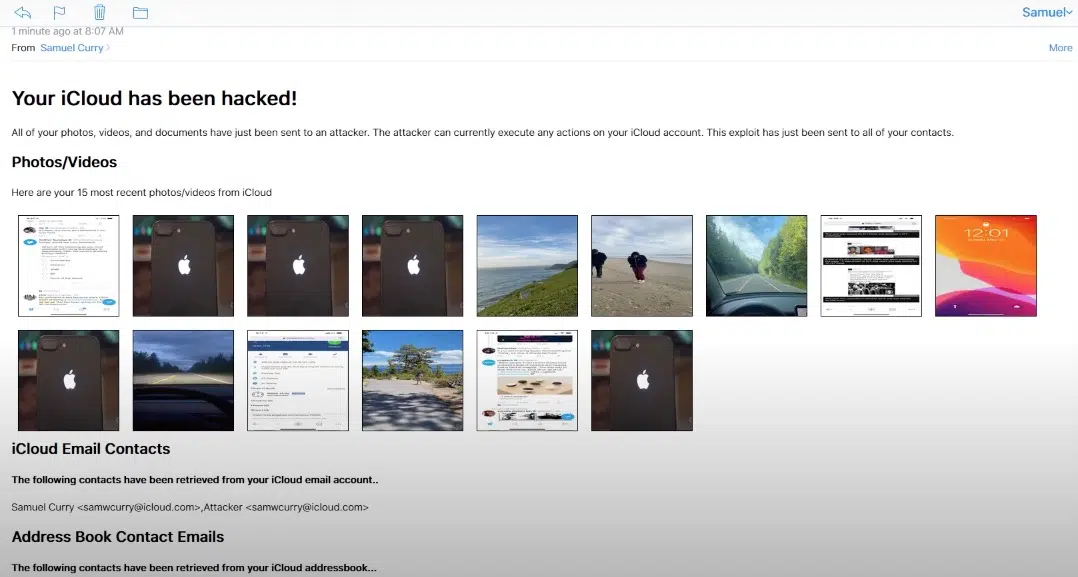 Samuel
1 minute ago at 8:07 AM
From Samuel Curry
More
Your iCloud has been hacked!
All of your photos, videos, and documents have just been sent to an attacker. The attacker can currently execute any actions on your iCloud account. This exploit has just been sent to all of your contacts.
Photos/Videos
Here are your 15 most recent photos/videos from iCloud
12:01
iCloud Email Contacts
The following contacts have been retrieved from your iCloud email account..
Samuel Curry <samwcurry@icloud.com>,Attacker <samwcurry@icloud.com>
Address Book Contact Emails
The following contacts have been retrieved from your iCloud addressbook...